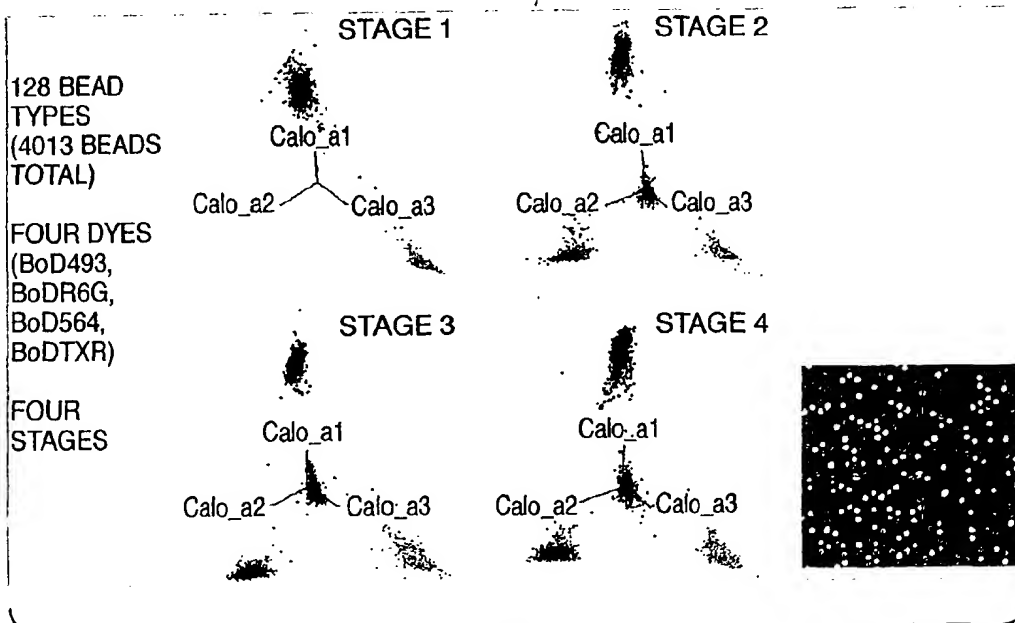 128 BEAD
TYPES
(4013 BEADS
TOTAL)
FOUR DYES
(BoD493,
BoDR6G,
BoD564,
BoDTXR)
FOUR
STAGES
STAGE 1
Calo_a1
Calo_a2
Calo_a3
STAGE 2
Calo_a1
Calo_a2
Calo_a3
STAGE 3
Calo_a1
Calo_a2
Calo_a3
STAGE 4
Calo_a1
Calo_a2
Calo_a3